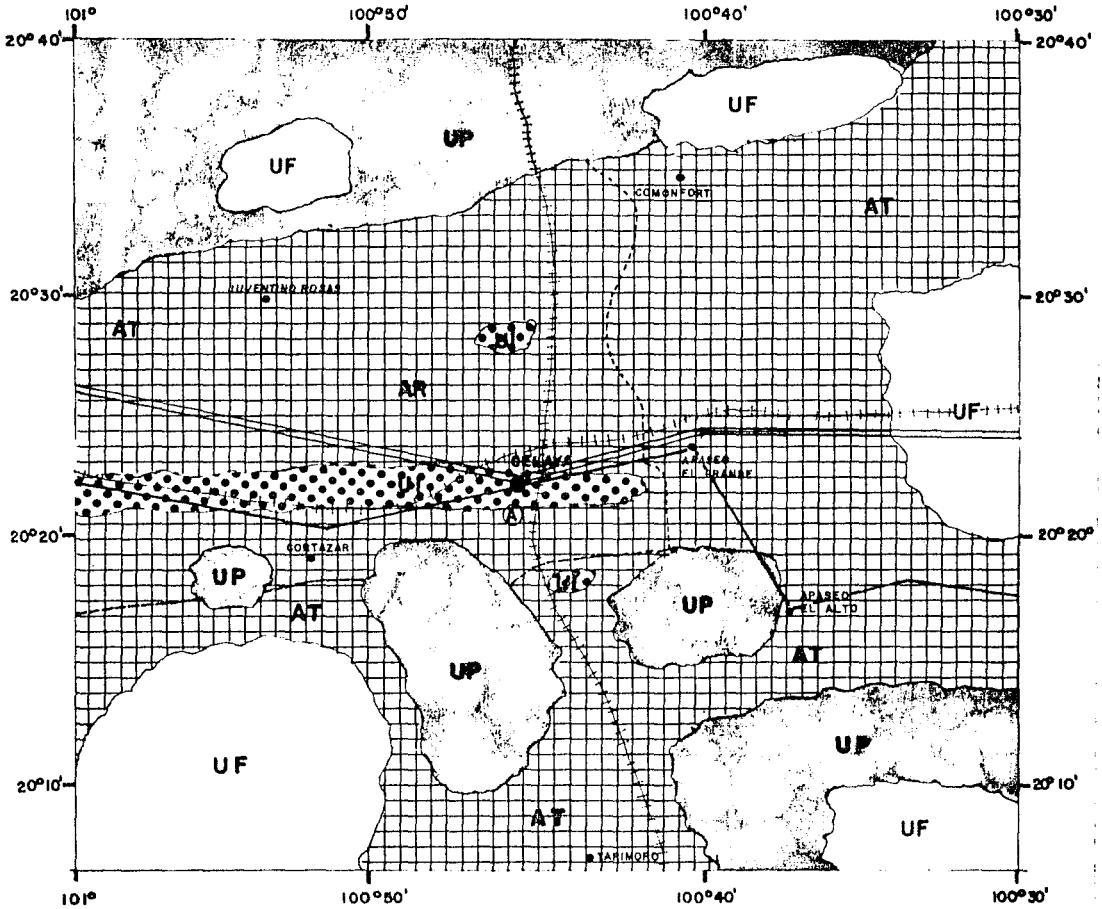 101° 100°50' 100°40' 100°30'
20°40' 20°40'
UF
UP
UF
COMONFORT
AT
JUVENTINO ROSAS
20°30' 20°30'
AT
AR
UF
CELAYA
APASEO
EL GRANDE
A
20°20' 20°20'
CORTAZAR
UP
UP
APASEO
EL ALTO
AT
UP
AT
UP
UF
20°10' 20°10'
AT
UF
TARIMORO
101° 100°50' 100°40' 100°30'